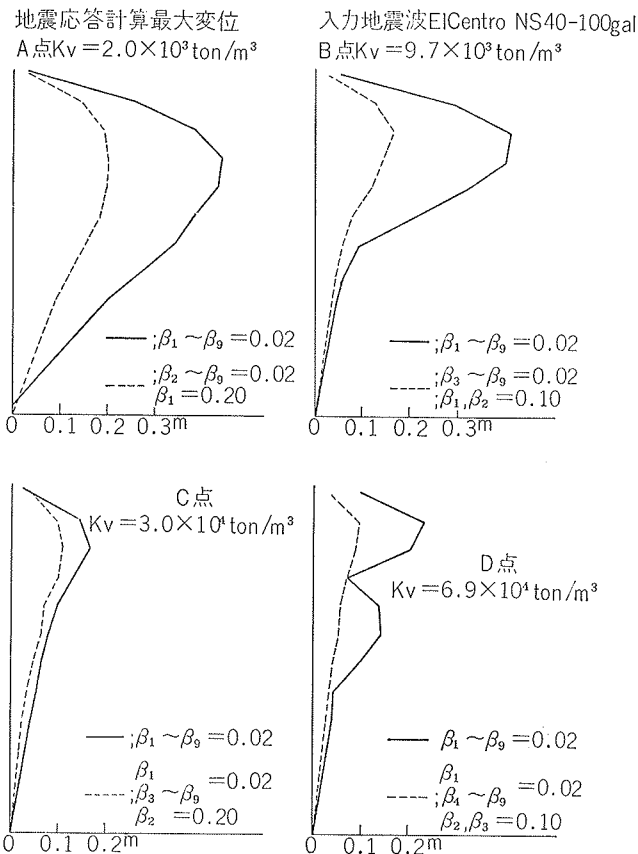 地震応答計算最大変位
入力地震波ElCentro NS40-100gal
A点Kv＝2.0×10³ton/m³
B点Kv＝9.7×10³ton/m³
;β₁～β₉＝0.02
;β₂～β₉＝0.02
β₁＝0.20
0 0.1 0.2 0.3m
;β₁～β₉＝0.02
;β₃～β₉＝0.02
;β₁,β₂＝0.10
0 0.1 0.2 0.3m
C点
Kv＝3.0×10⁴ton/m³
;β₁～β₉＝0.02
β₁
;β₃～β₉＝0.02
β₂＝0.20
0 0.1 0.2m
D点
Kv＝6.9×10⁴ton/m³
β₁～β₉＝0.02
β₁
;β₄～β₉＝0.02
β₂,β₃＝0.10
0 0.1 0.2m